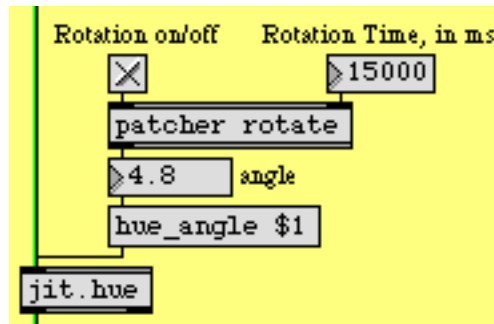 Rotation on/off Rotation Time, in ms
15000
patcher rotate
4.8 angle
hue_angle $1
jit.hue